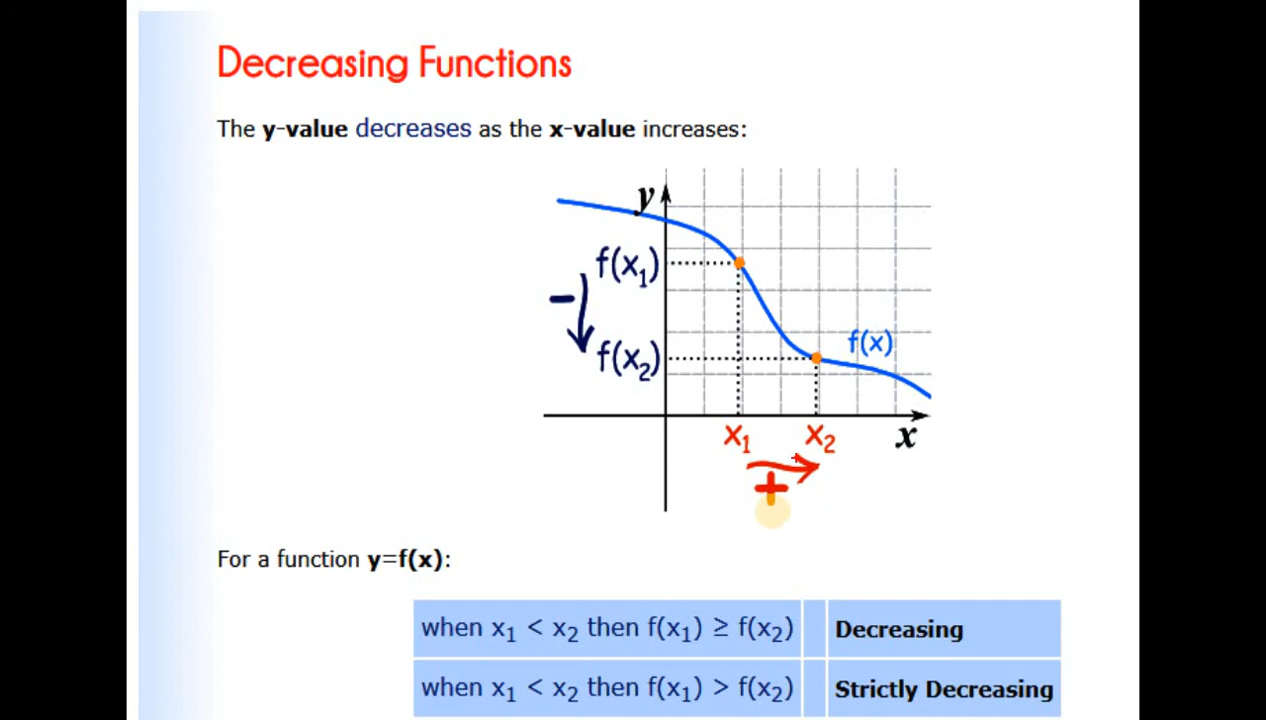 Decreasing Functions
The y-value decreases as the x-value increases:
y
f(x₁)
−
f(x₂)
f(x)
x₁ x₂ x
+
For a function y=f(x):
when x₁ < x₂ then f(x₁) ≥ f(x₂) Decreasing
when x₁ < x₂ then f(x₁) > f(x₂) Strictly Decreasing